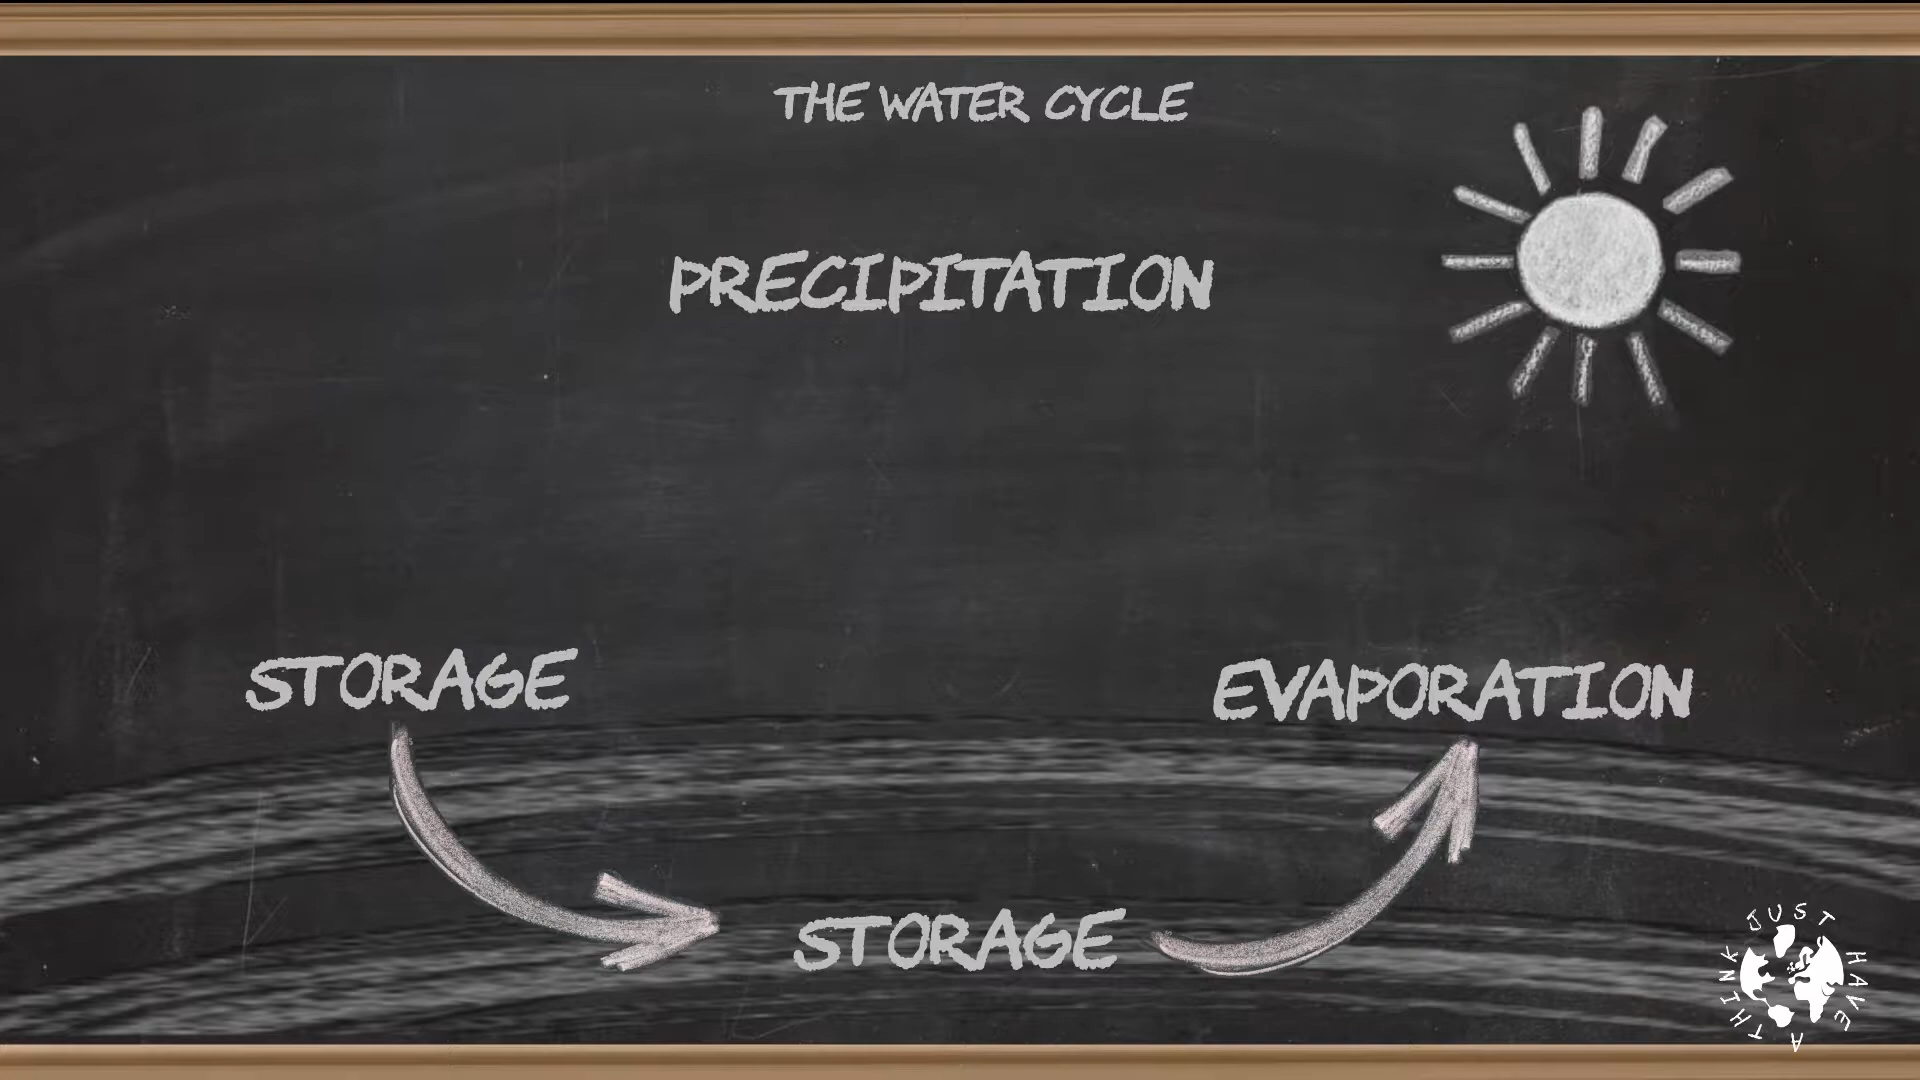 THE WATER CYCLE
PRECIPITATION
STORAGE
EVAPORATION
STORAGE
JUST HAVE A THINK